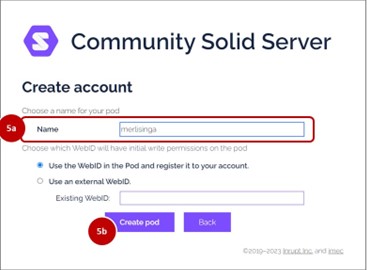 Community Solid Server
Create account
Choose a name for your pod
5a
Name merlisinga
Choose which WebID will have initial write permissions on the pod
Use the WebID in the Pod and register it to your account.
Use an external WebID.
Existing WebID:
5b
Create pod Back
©2019–2023 Inrupt Inc. and imec